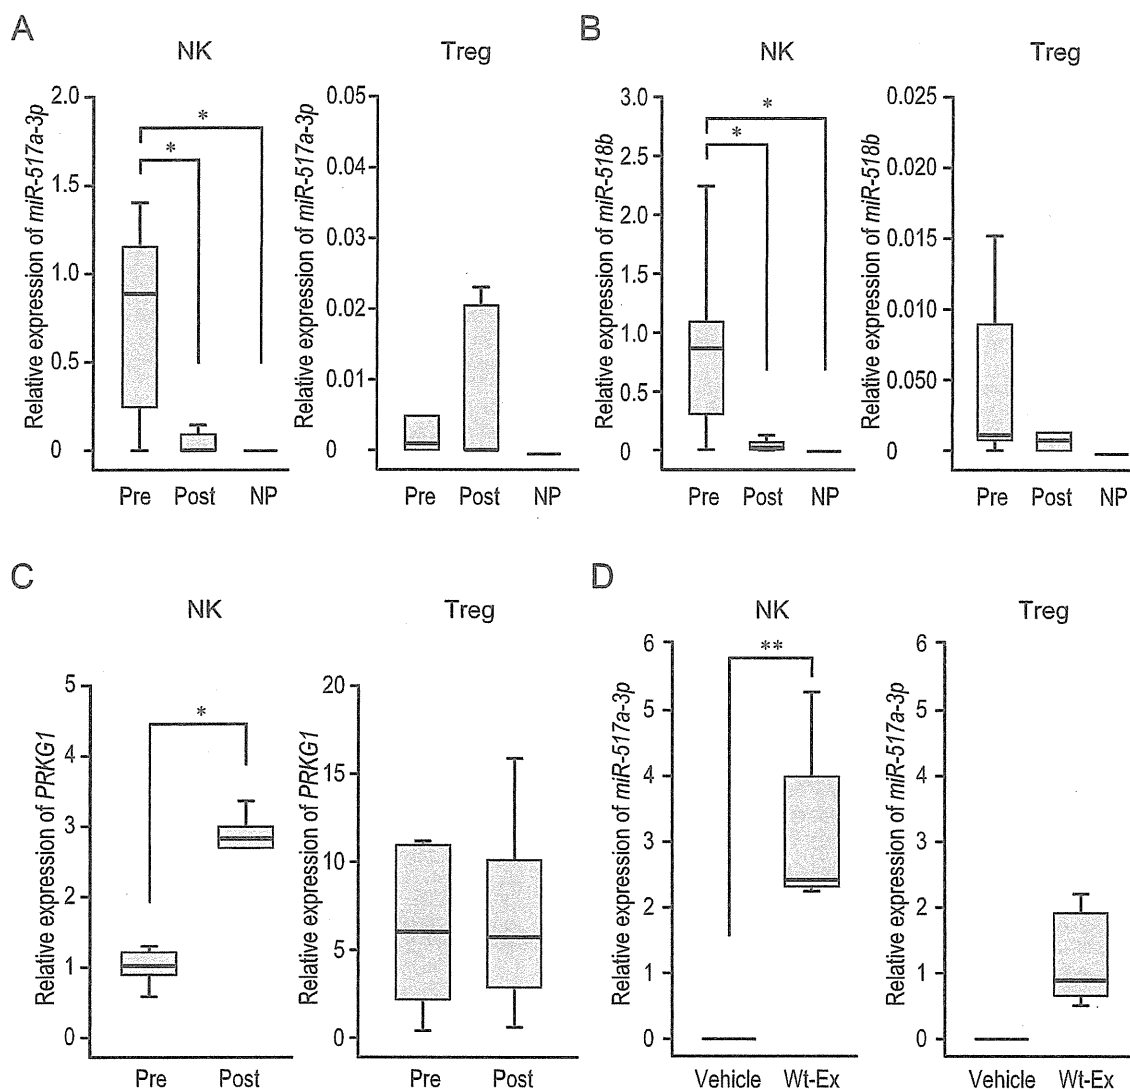 A
NK
Relative expression of miR-517a-3p
2.0
1.5
1.0
0.5
0
*
*
Pre Post NP
Treg
Relative expression of miR-517a-3p
0.05
0.04
0.03
0.02
0.01
0
Pre Post NP
B
NK
Relative expression of miR-518b
3.0
2.5
2.0
1.5
1.0
0.5
0
*
*
Pre Post NP
Treg
Relative expression of miR-518b
0.025
0.020
0.015
0.010
0.050
0
Pre Post NP
C
NK
Relative expression of PRKG1
5
4
3
2
1
0
*
Pre Post
Treg
Relative expression of PRKG1
20
15
10
5
0
Pre Post
D
NK
Relative expression of miR-517a-3p
6
5
4
3
2
1
0
**
Vehicle Wt-Ex
Treg
Relative expression of miR-517a-3p
6
5
4
3
2
1
0
Vehicle Wt-Ex